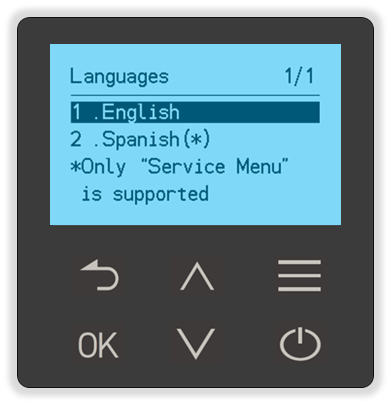 Languages 1/1
1 .English
2 .Spanish(*)
*Only “Service Menu”
is supported
OK